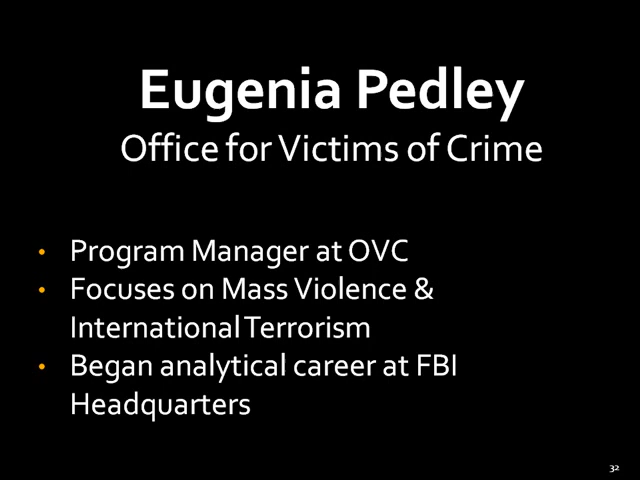 Eugenia Pedley
Office for Victims of Crime
• Program Manager at OVC
• Focuses on Mass Violence &
International Terrorism
• Began analytical career at FBI
Headquarters
32